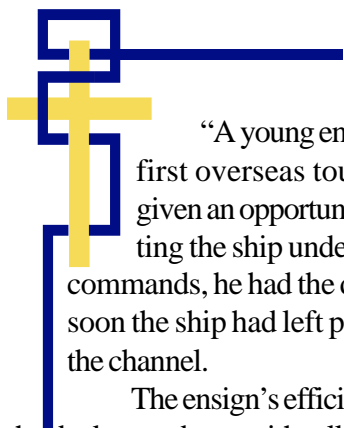 “A young en
first overseas tou
given an opportun
ting the ship unde
commands, he had the
soon the ship had left p
the channel.
The ensign’s effici